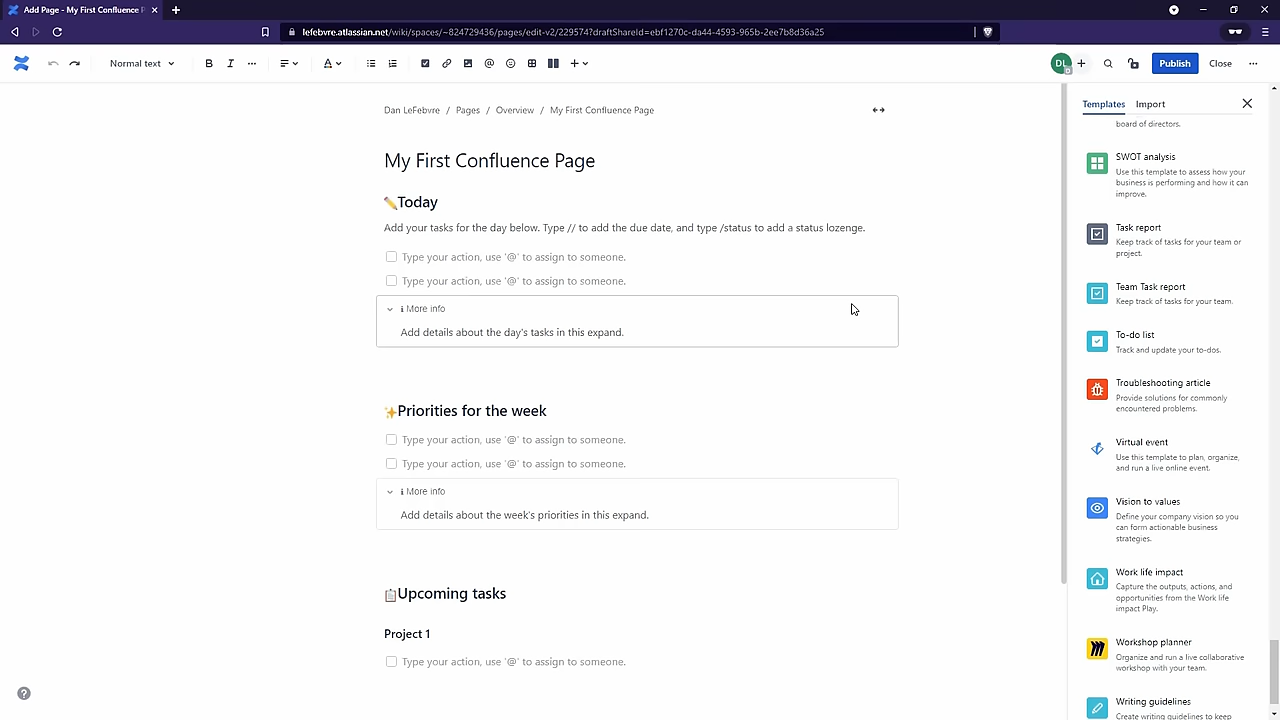 Add Page - My First Confluence P
lefebvre.atlassian.net/wiki/spaces/~824729436/pages/edit-v2/229574?draftShareId=ebf1270c-da44-4593-965b-2ee7b8d36a25
Normal text
DL
Publish
Close
Dan LeFebvre / Pages / Overview / My First Confluence Page
My First Confluence Page
Today
Add your tasks for the day below. Type // to add the due date, and type /status to add a status lozenge.
Type your action, use '@' to assign to someone.
Type your action, use '@' to assign to someone.
ℹ More info
Add details about the day's tasks in this expand.
Priorities for the week
Type your action, use '@' to assign to someone.
Type your action, use '@' to assign to someone.
ℹ More info
Add details about the week's priorities in this expand.
Upcoming tasks
Project 1
Type your action, use '@' to assign to someone.
Templates
Import
board of directors.
SWOT analysis
Use this template to assess how your
business is performing and how it can
improve.
Task report
Keep track of tasks for your team or
project.
Team Task report
Keep track of tasks for your team.
To-do list
Track and update your to-dos.
Troubleshooting article
Provide solutions for commonly
encountered problems.
Virtual event
Use this template to plan, organize,
and run a live online event.
Vision to values
Define your company vision so you
can form actionable business
strategies.
Work life impact
Capture the outputs, actions, and
opportunities from the Work life
impact Play.
Workshop planner
Organize and run a live collaborative
workshop with your team.
Writing guidelines
Create writing guidelines to keep